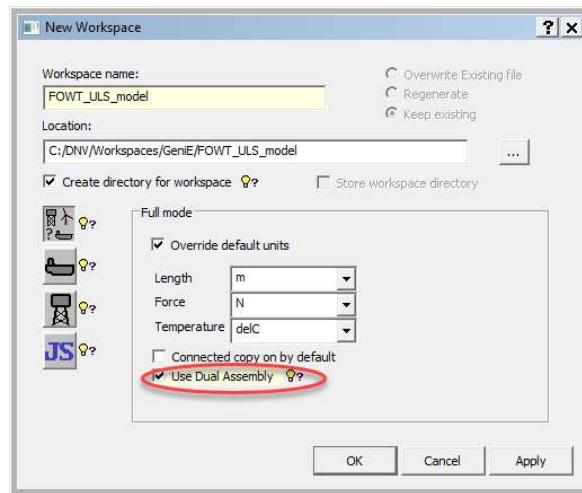 New Workspace
? x
Workspace name:
FOWT_ULS_model
Overwrite Existing file
Regenerate
Keep existing
Location:
C:/DNV/Workspaces/GeniE/FOWT_ULS_model
...
Create directory for workspace ?
Store workspace directory
Full mode
? ?
Override default units
?
Length m
Force N
?
Temperature delC
JS ?
Connected copy on by default
Use Dual Assembly ?
OK Cancel Apply